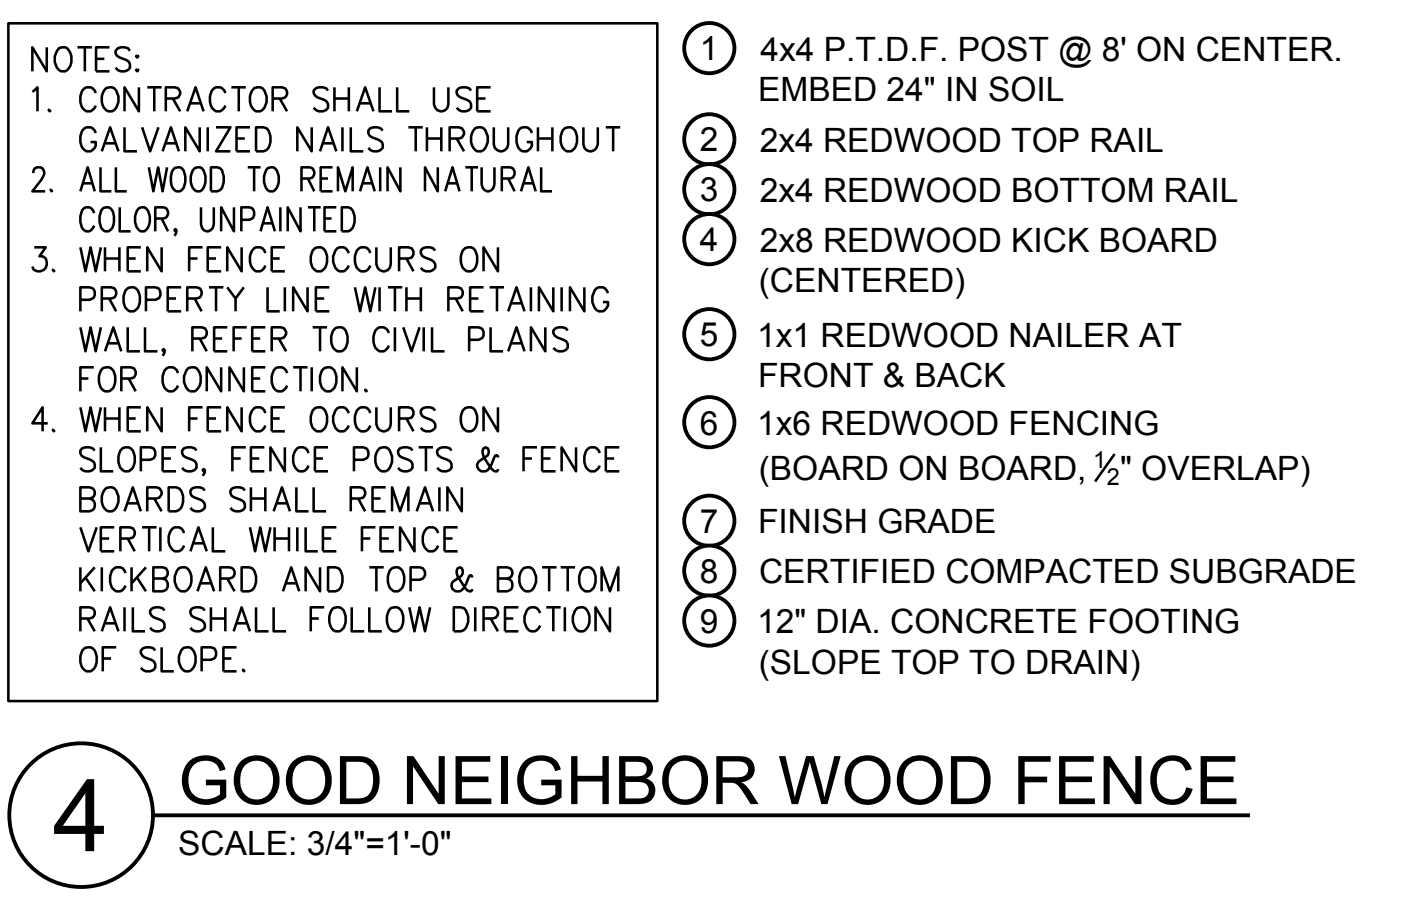 NOTES:
1. CONTRACTOR SHALL USE
GALVANIZED NAILS THROUGHOUT
2. ALL WOOD TO REMAIN NATURAL
COLOR, UNPAINTED
3. WHEN FENCE OCCURS ON
PROPERTY LINE WITH RETAINING
WALL, REFER TO CIVIL PLANS
FOR CONNECTION.
4. WHEN FENCE OCCURS ON
SLOPES, FENCE POSTS & FENCE
BOARDS SHALL REMAIN
VERTICAL WHILE FENCE
KICKBOARD AND TOP & BOTTOM
RAILS SHALL FOLLOW DIRECTION
OF SLOPE.
1 4x4 P.T.D.F. POST @ 8' ON CENTER.
EMBED 24" IN SOIL
2 2x4 REDWOOD TOP RAIL
3 2x4 REDWOOD BOTTOM RAIL
4 2x8 REDWOOD KICK BOARD
(CENTERED)
5 1x1 REDWOOD NAILER AT
FRONT & BACK
6 1x6 REDWOOD FENCING
(BOARD ON BOARD, ½" OVERLAP)
7 FINISH GRADE
8 CERTIFIED COMPACTED SUBGRADE
9 12" DIA. CONCRETE FOOTING
(SLOPE TOP TO DRAIN)
4 GOOD NEIGHBOR WOOD FENCE
SCALE: 3/4"=1'-0"